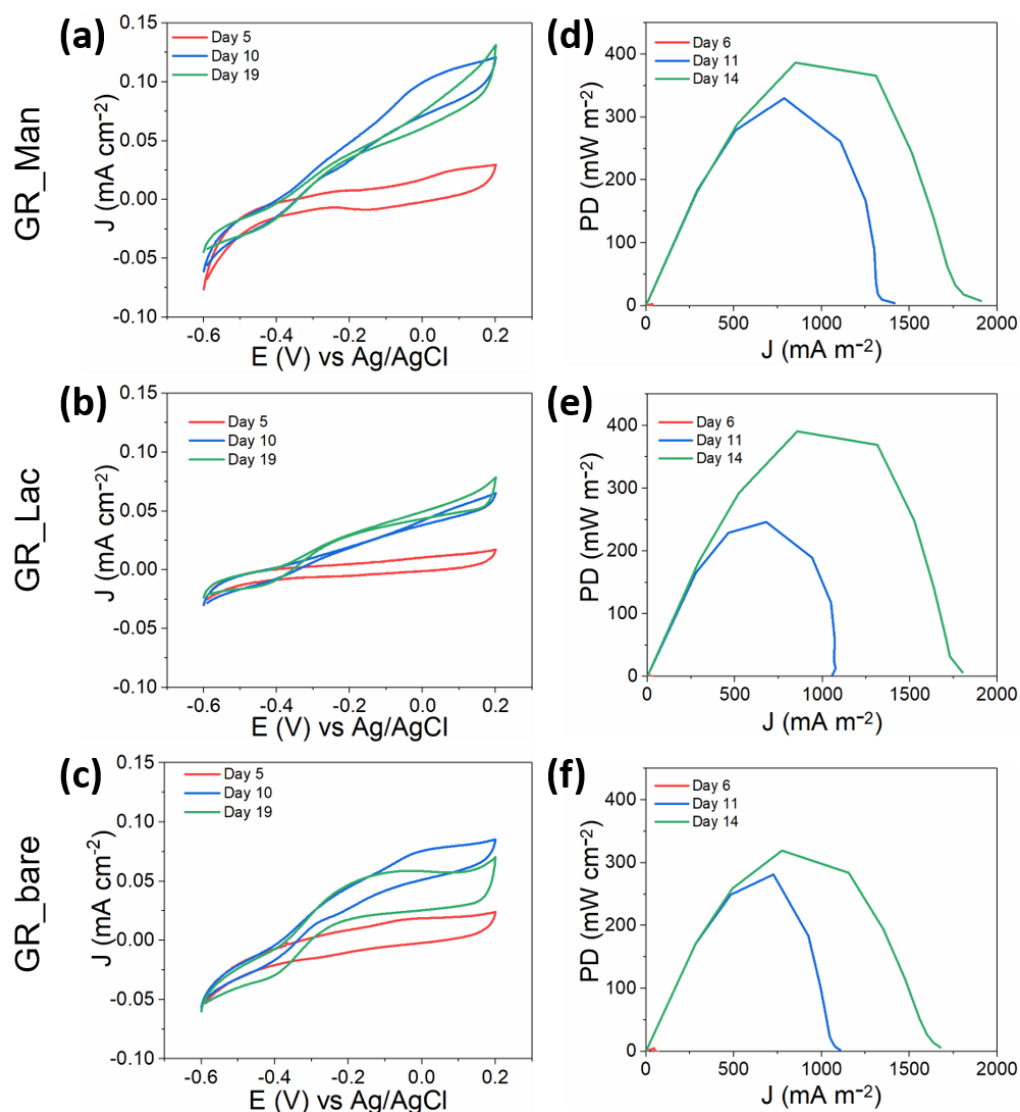 GR_Man
(a)
Day 5
Day 10
Day 19
0.15
0.10
0.05
0.00
-0.05
-0.10
J (mA cm⁻²)
-0.6 -0.4 -0.2 0.0 0.2
E (V) vs Ag/AgCl
(d)
Day 6
Day 11
Day 14
400
300
200
100
0
PD (mW m⁻²)
0 500 1000 1500 2000
J (mA m⁻²)
GR_Lac
(b)
Day 5
Day 10
Day 19
0.15
0.10
0.05
0.00
-0.05
-0.10
J (mA cm⁻²)
-0.6 -0.4 -0.2 0.0 0.2
E (V) vs Ag/AgCl
(e)
Day 6
Day 11
Day 14
400
300
200
100
0
PD (mW m⁻²)
0 500 1000 1500 2000
J (mA m⁻²)
GR_bare
(c)
Day 5
Day 10
Day 19
0.15
0.10
0.05
0.00
-0.05
-0.10
J (mA cm⁻²)
-0.6 -0.4 -0.2 0.0 0.2
E (V) vs Ag/AgCl
(f)
Day 6
Day 11
Day 14
400
300
200
100
0
PD (mW cm⁻²)
0 500 1000 1500 2000
J (mA m⁻²)